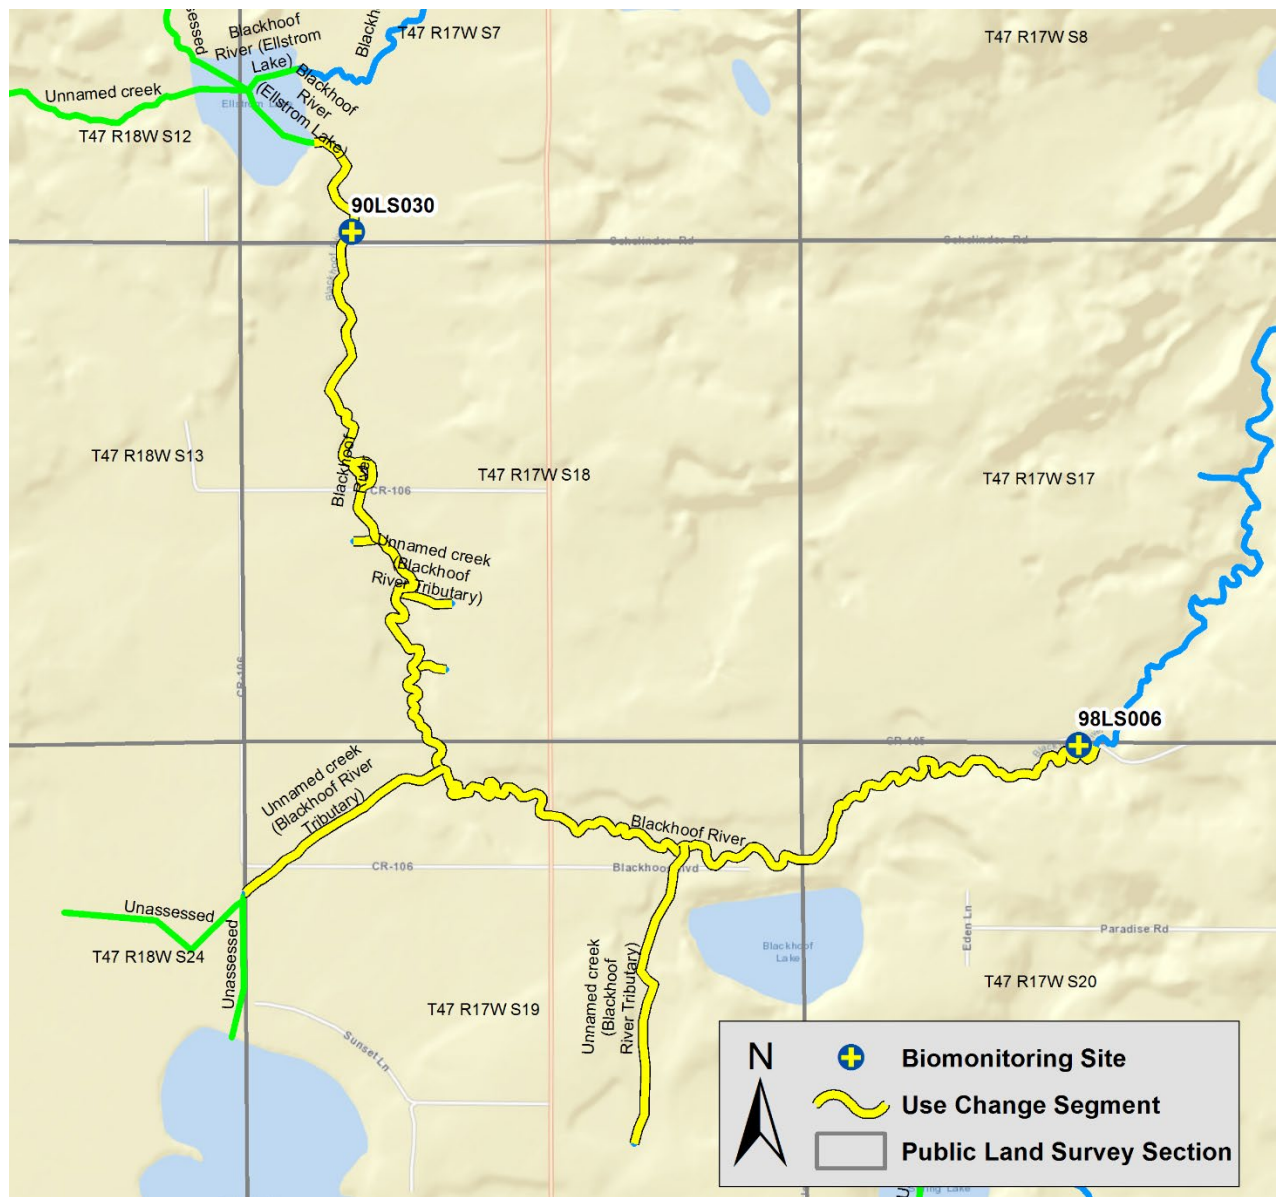 Blackhoof
River (Ellstrom
Lake)
T47 R17W S7
T47 R17W S8
Unnamed creek
Blackhoof
River
(Ellstrom Lake)
T47 R18W S12
90LS030
Schelinder Rd
Schelinder Rd
T47 R18W S13
Blackhoof
River
CR-106
T47 R17W S18
T47 R17W S17
Unnamed creek
(Blackhoof
River Tributary)
CR-106
98LS006
CR-105
Unnamed creek
(Blackhoof River
Tributary)
Blackhoof River
CR-106
Blackhoof Blvd
Unassessed
Unassessed
T47 R18W S24
Eden Ln
Paradise Rd
Blackhoof
Lake
Unnamed creek
(Blackhoof
River Tributary)
T47 R17W S20
T47 R17W S19
Sunset Ln
N
Biomonitoring Site
Use Change Segment
Public Land Survey Section